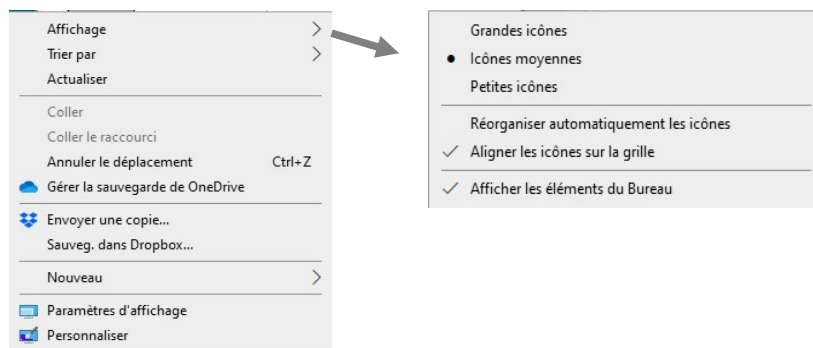 Affichage
Trier par
Actualiser
Coller
Coller le raccourci
Annuler le déplacement Ctrl+Z
Gérer la sauvegarde de OneDrive
Envoyer une copie...
Sauveg. dans Dropbox...
Nouveau
Paramètres d'affichage
Personnaliser
Grandes icônes
Icônes moyennes
Petites icônes
Réorganiser automatiquement les icônes
Aligner les icônes sur la grille
Afficher les éléments du Bureau